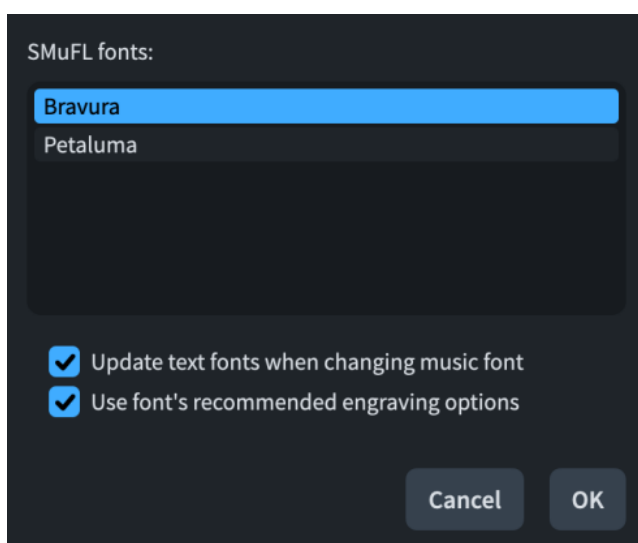 SMuFL fonts:
Bravura
Petaluma
Update text fonts when changing music font
Use font's recommended engraving options
Cancel OK